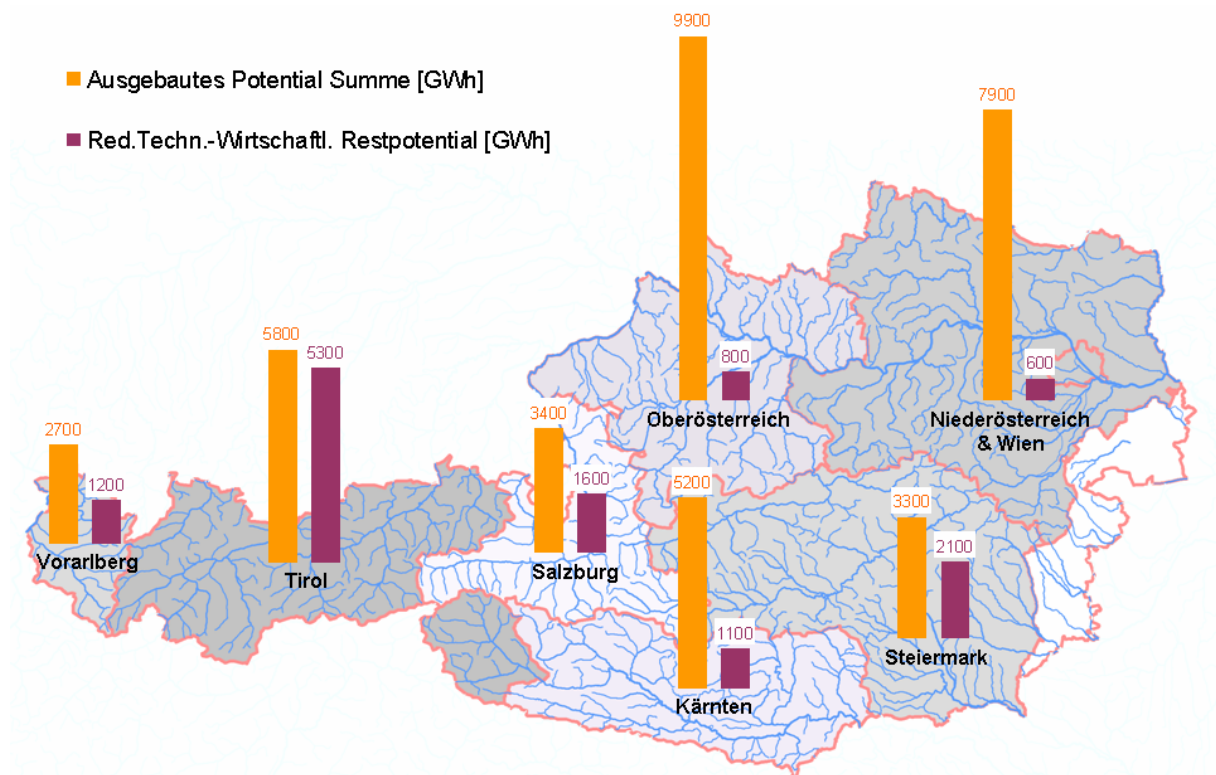 Ausgebautes Potential Summe [GWh]
Red.Techn.-Wirtschaftl. Restpotential [GWh]
9900
800
Oberösterreich
7900
600
Niederösterreich
& Wien
2700
1200
Vorarlberg
5800
5300
Tirol
3400
1600
Salzburg
5200
1100
Kärnten
3300
2100
Steiermark